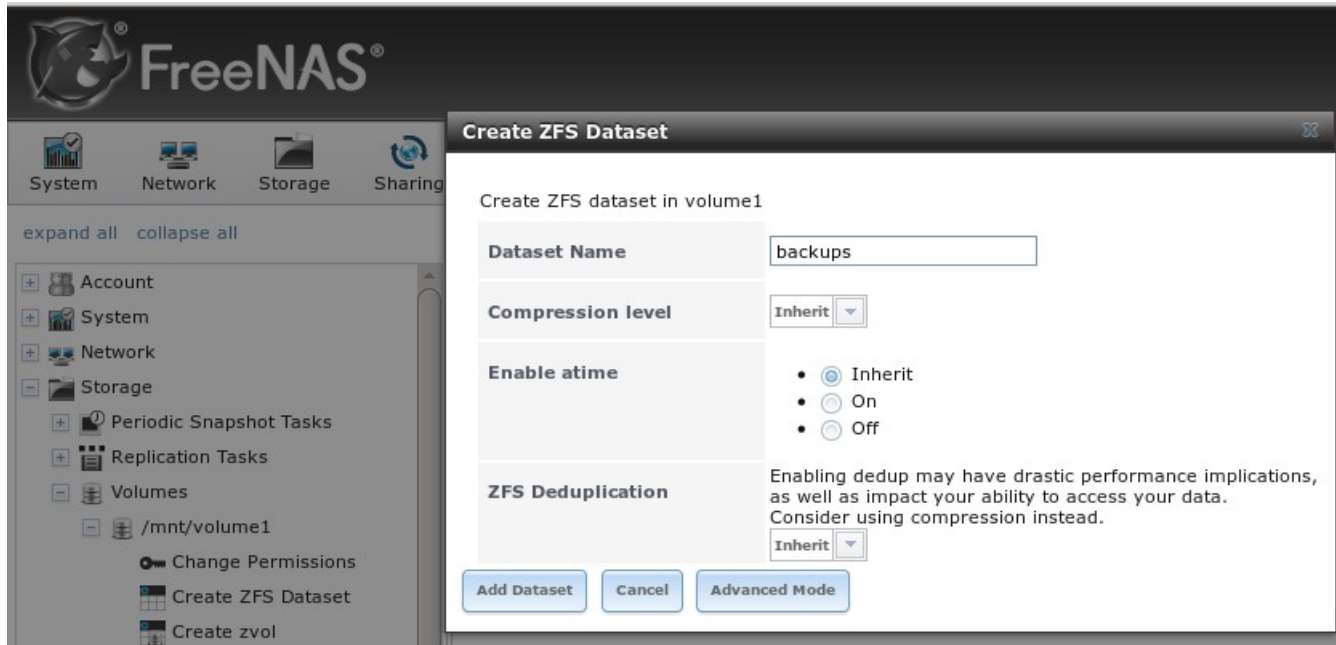 FreeNAS®
System Network Storage Sharing
expand all collapse all
Account
System
Network
Storage
Periodic Snapshot Tasks
Replication Tasks
Volumes
/mnt/volume1
Change Permissions
Create ZFS Dataset
Create zvol
Create ZFS Dataset
Create ZFS dataset in volume1
Dataset Name backups
Compression level Inherit
Enable atime
Inherit
On
Off
ZFS Deduplication
Enabling dedup may have drastic performance implications,
as well as impact your ability to access your data.
Consider using compression instead.
Inherit
Add Dataset Cancel Advanced Mode